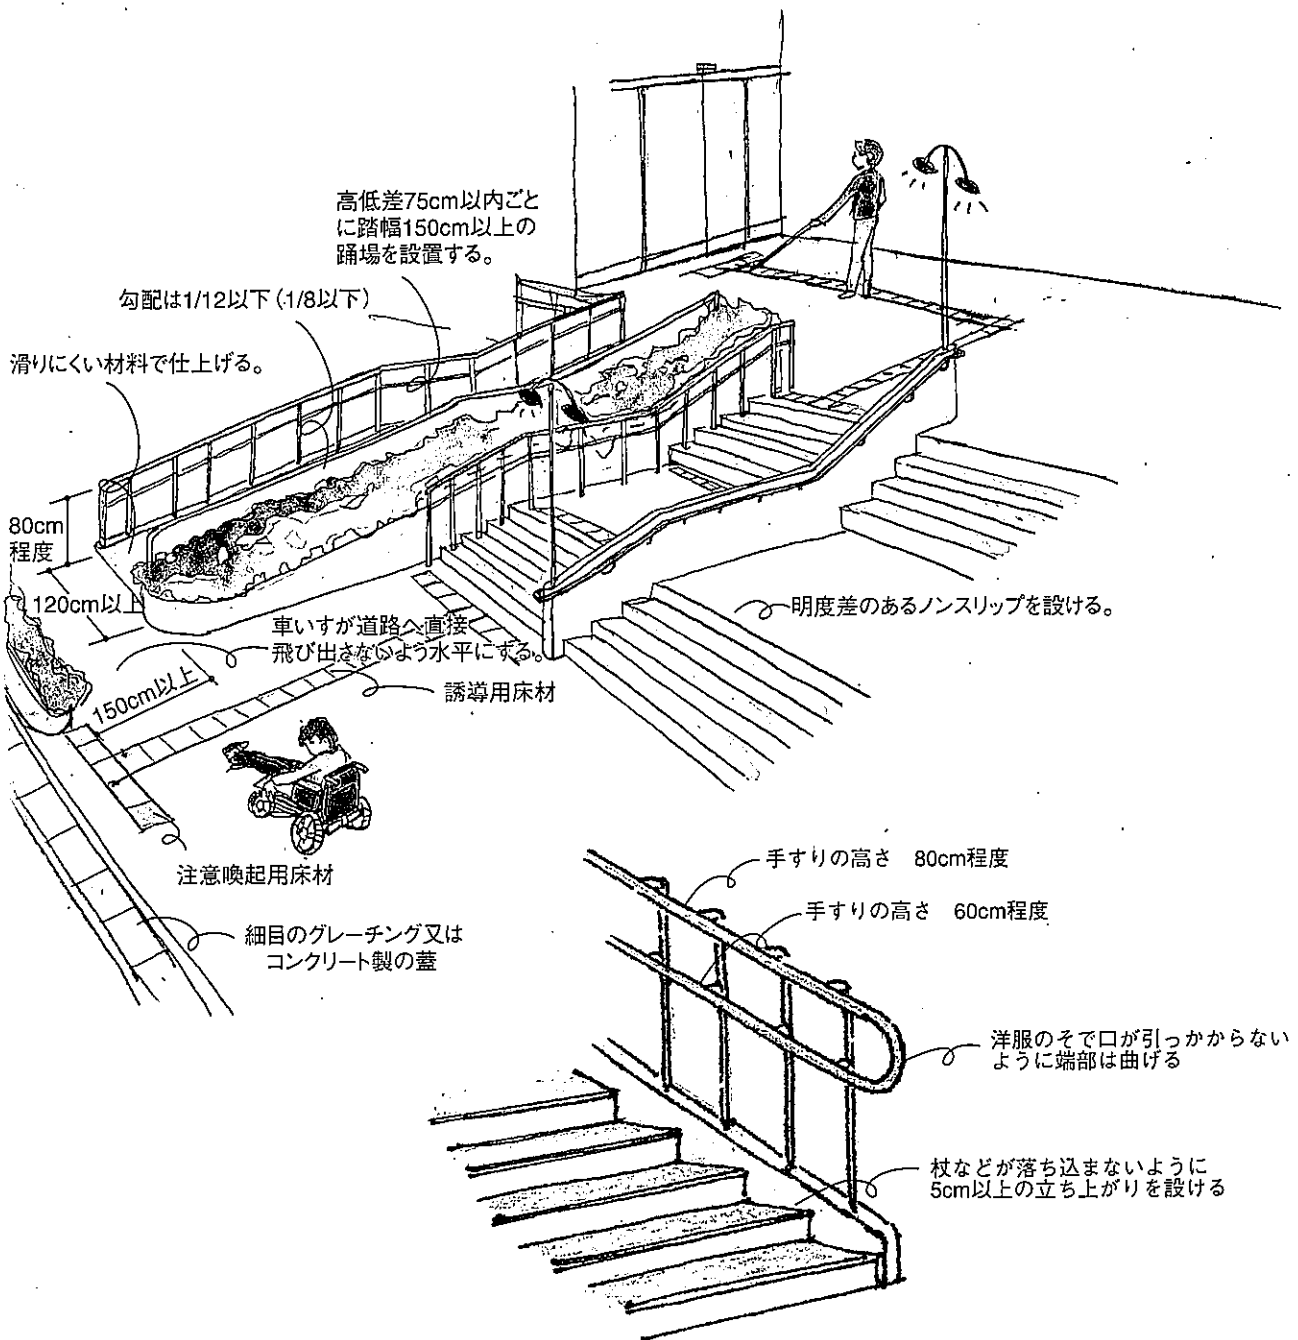 高低差75cm以内ごと
に踏幅150cm以上の
踊場を設置する。
勾配は1/12以下(1/8以下)
滑りにくい材料で仕上げる。
80cm
程度
120cm以上
車いすが道路へ直接
飛び出さないよう水平にする。
明度差のあるノンスリップを設ける。
150cm以上
誘導用床材
注意喚起用床材
細目のグレーチング又は
コンクリート製の蓋
手すりの高さ 80cm程度
手すりの高さ 60cm程度
洋服のそで口が引っかからない
ように端部は曲げる
杖などが落ち込まないように
5cm以上の立ち上がりを設ける